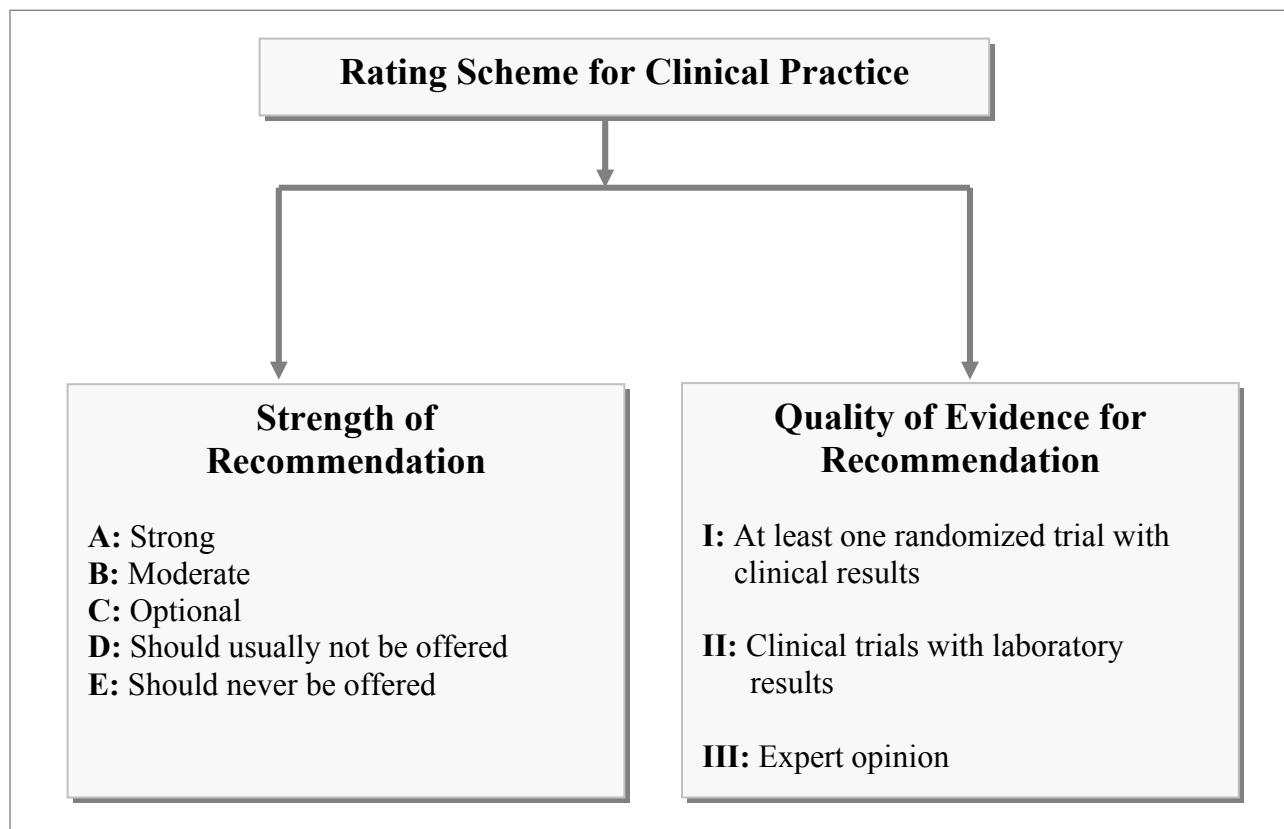 Rating Scheme for Clinical Practice
Strength of
Recommendation
A: Strong
B: Moderate
C: Optional
D: Should usually not be offered
E: Should never be offered
Quality of Evidence for
Recommendation
I: At least one randomized trial with
clinical results
II: Clinical trials with laboratory
results
III: Expert opinion